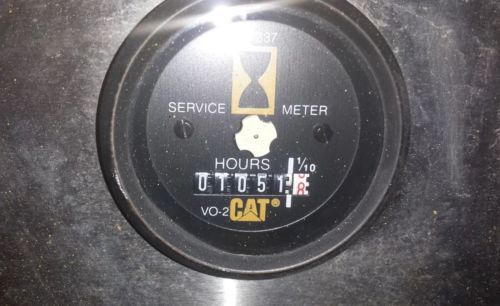 SERVICE METER
HOURS 1/10
01051
VO-2 CAT®